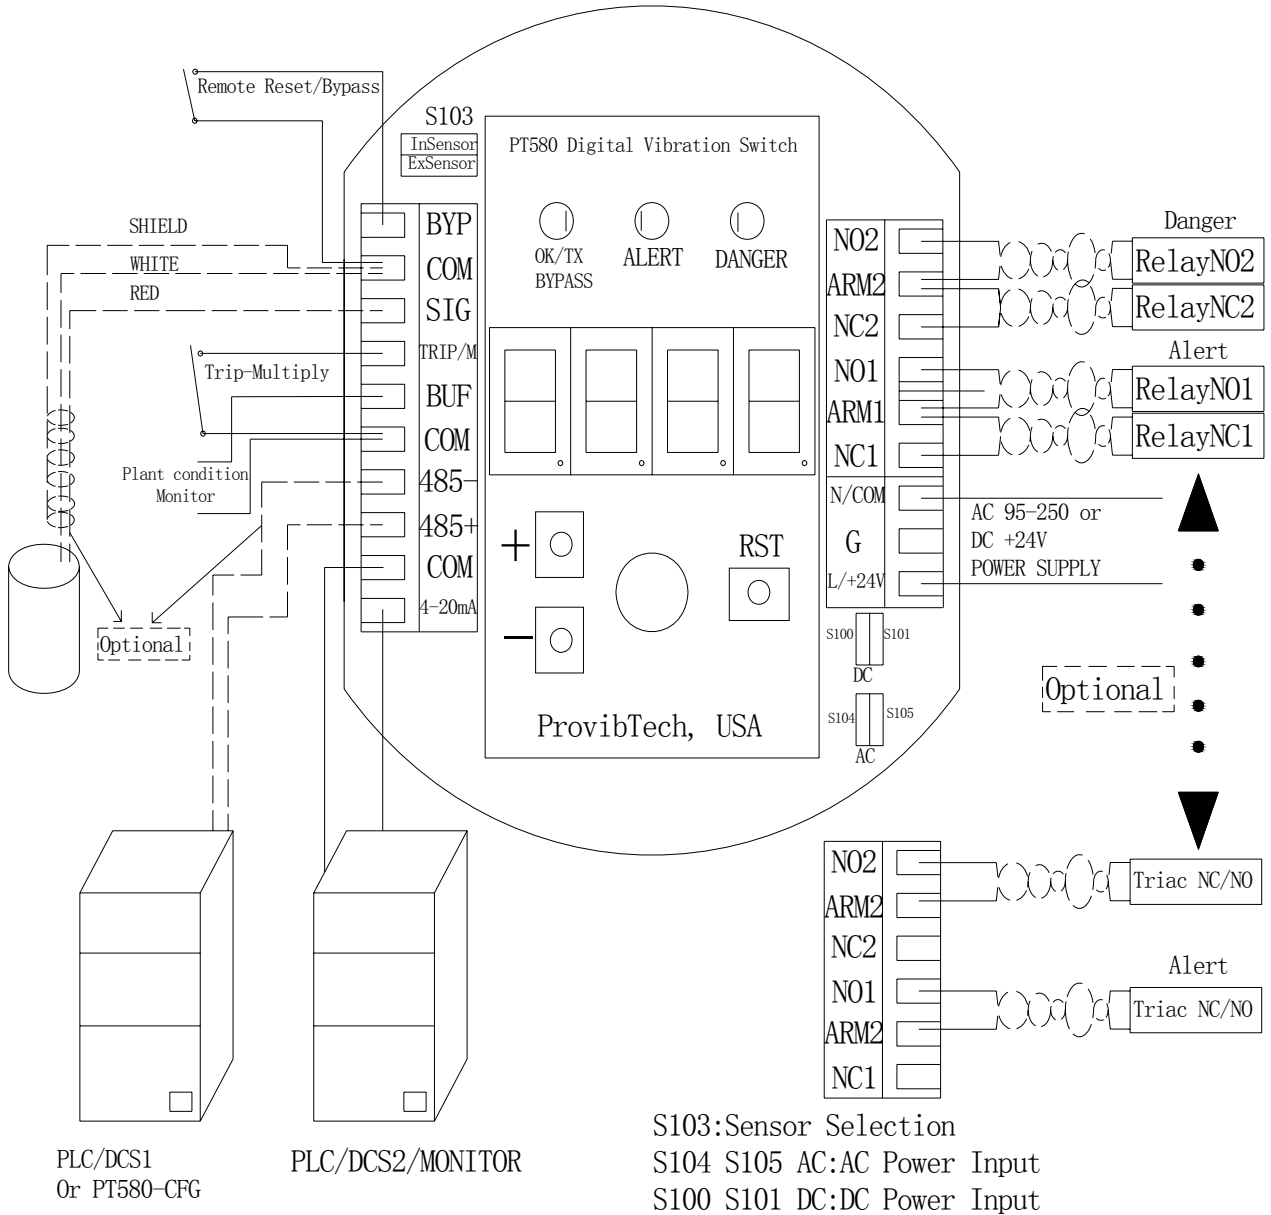 Remote Reset/Bypass
S103
InSensor
ExSensor
PT580 Digital Vibration Switch
OK/TX
BYPASS
ALERT
DANGER
SHIELD
WHITE
RED
Trip-Multiply
Plant condition
Monitor
Optional
BYP
COM
SIG
TRIP/M
BUF
COM
485-
485+
COM
4-20mA
+
-
RST
ProvibTech, USA
NO2
ARM2
NC2
NO1
ARM1
NC1
N/COM
G
L/+24V
S100
S101
DC
S104
S105
AC
Danger
RelayNO2
RelayNC2
Alert
RelayNO1
RelayNC1
AC 95-250 or
DC +24V
POWER SUPPLY
Optional
NO2
ARM2
NC2
NO1
ARM2
NC1
Triac NC/NO
Alert
Triac NC/NO
PLC/DCS1
Or PT580-CFG
PLC/DCS2/MONITOR
S103:Sensor Selection
S104 S105 AC:AC Power Input
S100 S101 DC:DC Power Input